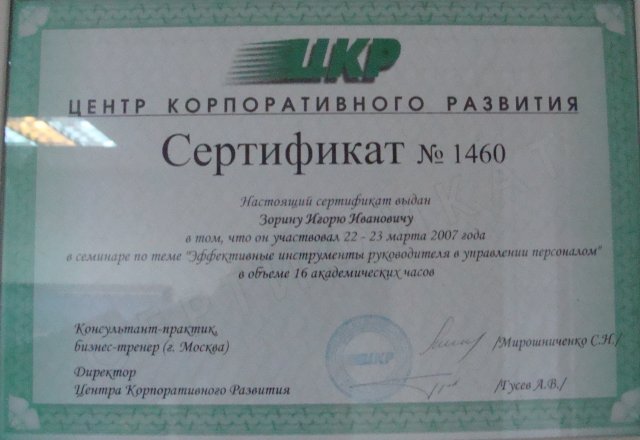 ЦКР
ЦЕНТР КОРПОРАТИВНОГО РАЗВИТИЯ
Сертификат № 1460
Настоящий сертификат выдан
Зорину Игорю Ивановичу
в том, что он участвовал 22 - 23 марта 2007 года
в семинаре по теме "Эффективные инструменты руководителя в управлении персоналом"
в объеме 16 академических часов
Консультант-практик,
бизнес-тренер (г. Москва)
/Мирошниченко С.Н./
Директор
Центра Корпоративного Развития
/Гусев А.В./
ЦКР